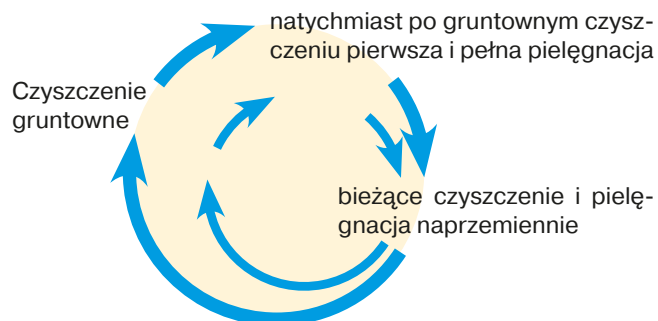 natychmiast po gruntownym czysz-
czeniu pierwsza i pełna pielęgnacja
Czyszczenie
gruntowne
bieżące czyszczenie i pielę-
gnacja naprzemiennie